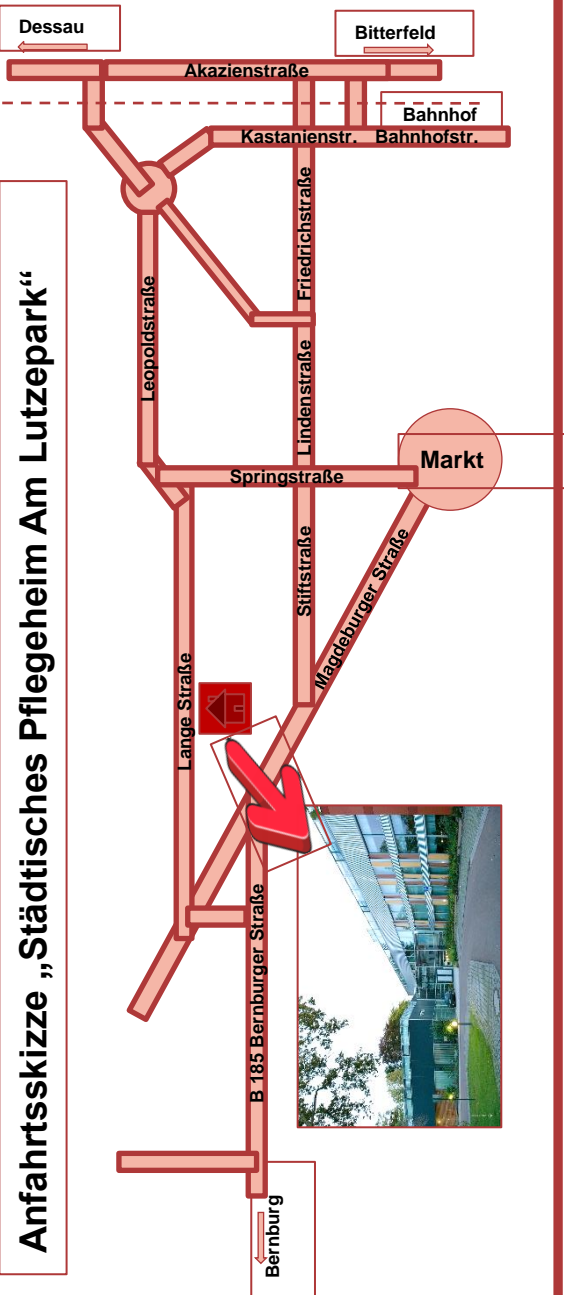 Anfahrtsskizze „Städtisches Pflegeheim Am Lutzepark“
Dessau
Bitterfeld
Akazienstraße
Bahnhof
Kastanienstr. Bahnhofstr.
Friedrichstraße
Leopoldstraße
Lindenstraße
Springstraße
Markt
Stiftstraße
Magdeburger Straße
Lange Straße
B 185 Bernburger Straße
Bernburg